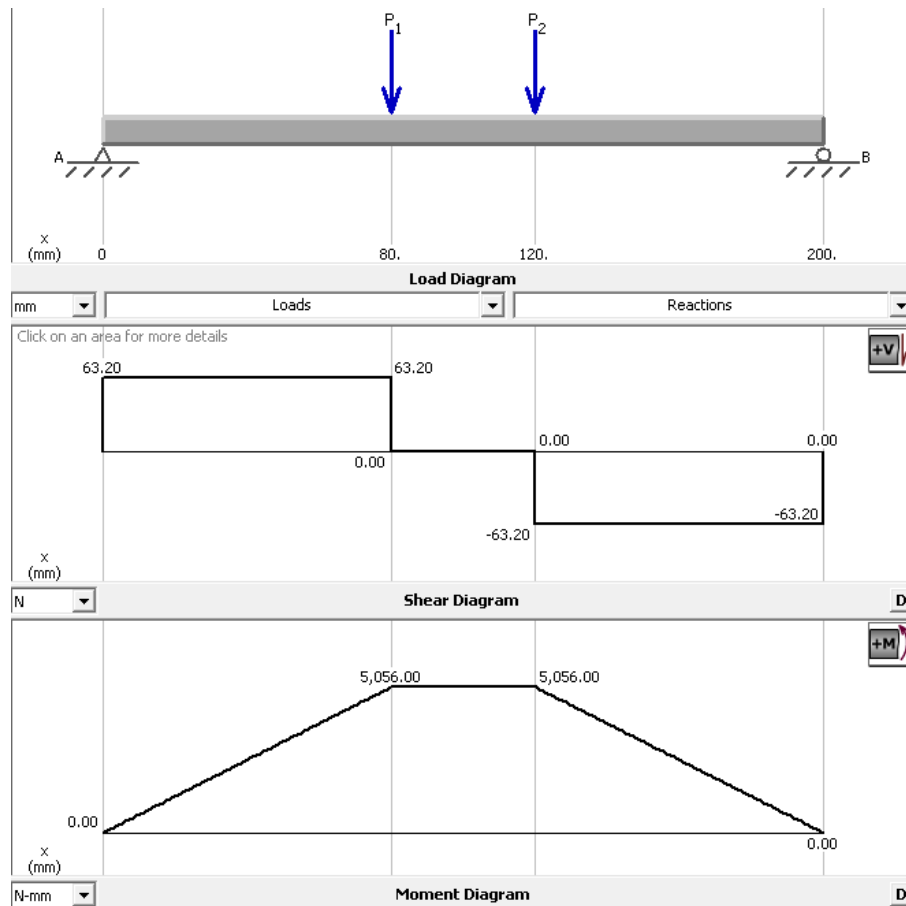 P1 P2
A B
x
(mm) 0 80. 120. 200.
Load Diagram
mm Loads Reactions
Click on an area for more details
+V
63.20 63.20
0.00 0.00
0.00
-63.20
-63.20
x
(mm)
N Shear Diagram D
+M
5,056.00 5,056.00
0.00
0.00
x
(mm)
N-mm Moment Diagram D